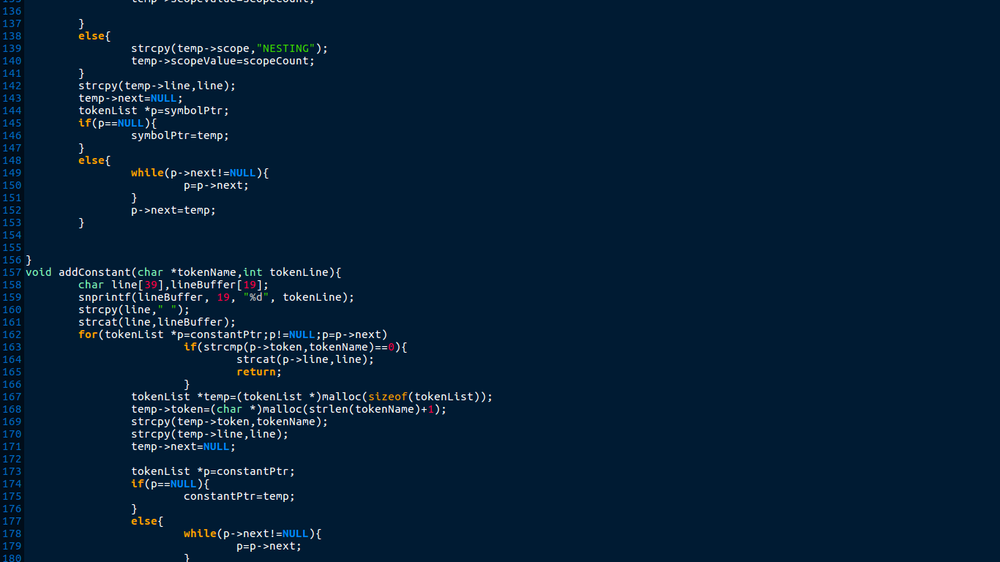 temp->scopeValue=scopeCount;
136
137 }
138 else{
139 strcpy(temp->scope,"NESTING");
140 temp->scopeValue=scopeCount;
141 }
142 strcpy(temp->line,line);
143 temp->next=NULL;
144 tokenList *p=symbolPtr;
145 if(p==NULL){
146 symbolPtr=temp;
147 }
148 else{
149 while(p->next!=NULL){
150 p=p->next;
151 }
152 p->next=temp;
153 }
154
155
156 }
157 void addConstant(char *tokenName,int tokenLine){
158 char line[39],lineBuffer[19];
159 snprintf(lineBuffer, 19, "%d", tokenLine);
160 strcpy(line," ");
161 strcat(line,lineBuffer);
162 for(tokenList *p=constantPtr;p!=NULL;p=p->next)
163 if(strcmp(p->token,tokenName)==0){
164 strcat(p->line,line);
165 return;
166 }
167 tokenList *temp=(tokenList *)malloc(sizeof(tokenList));
168 temp->token=(char *)malloc(strlen(tokenName)+1);
169 strcpy(temp->token,tokenName);
170 strcpy(temp->line,line);
171 temp->next=NULL;
172
173 tokenList *p=constantPtr;
174 if(p==NULL){
175 constantPtr=temp;
176 }
177 else{
178 while(p->next!=NULL){
179 p=p->next;
180 }